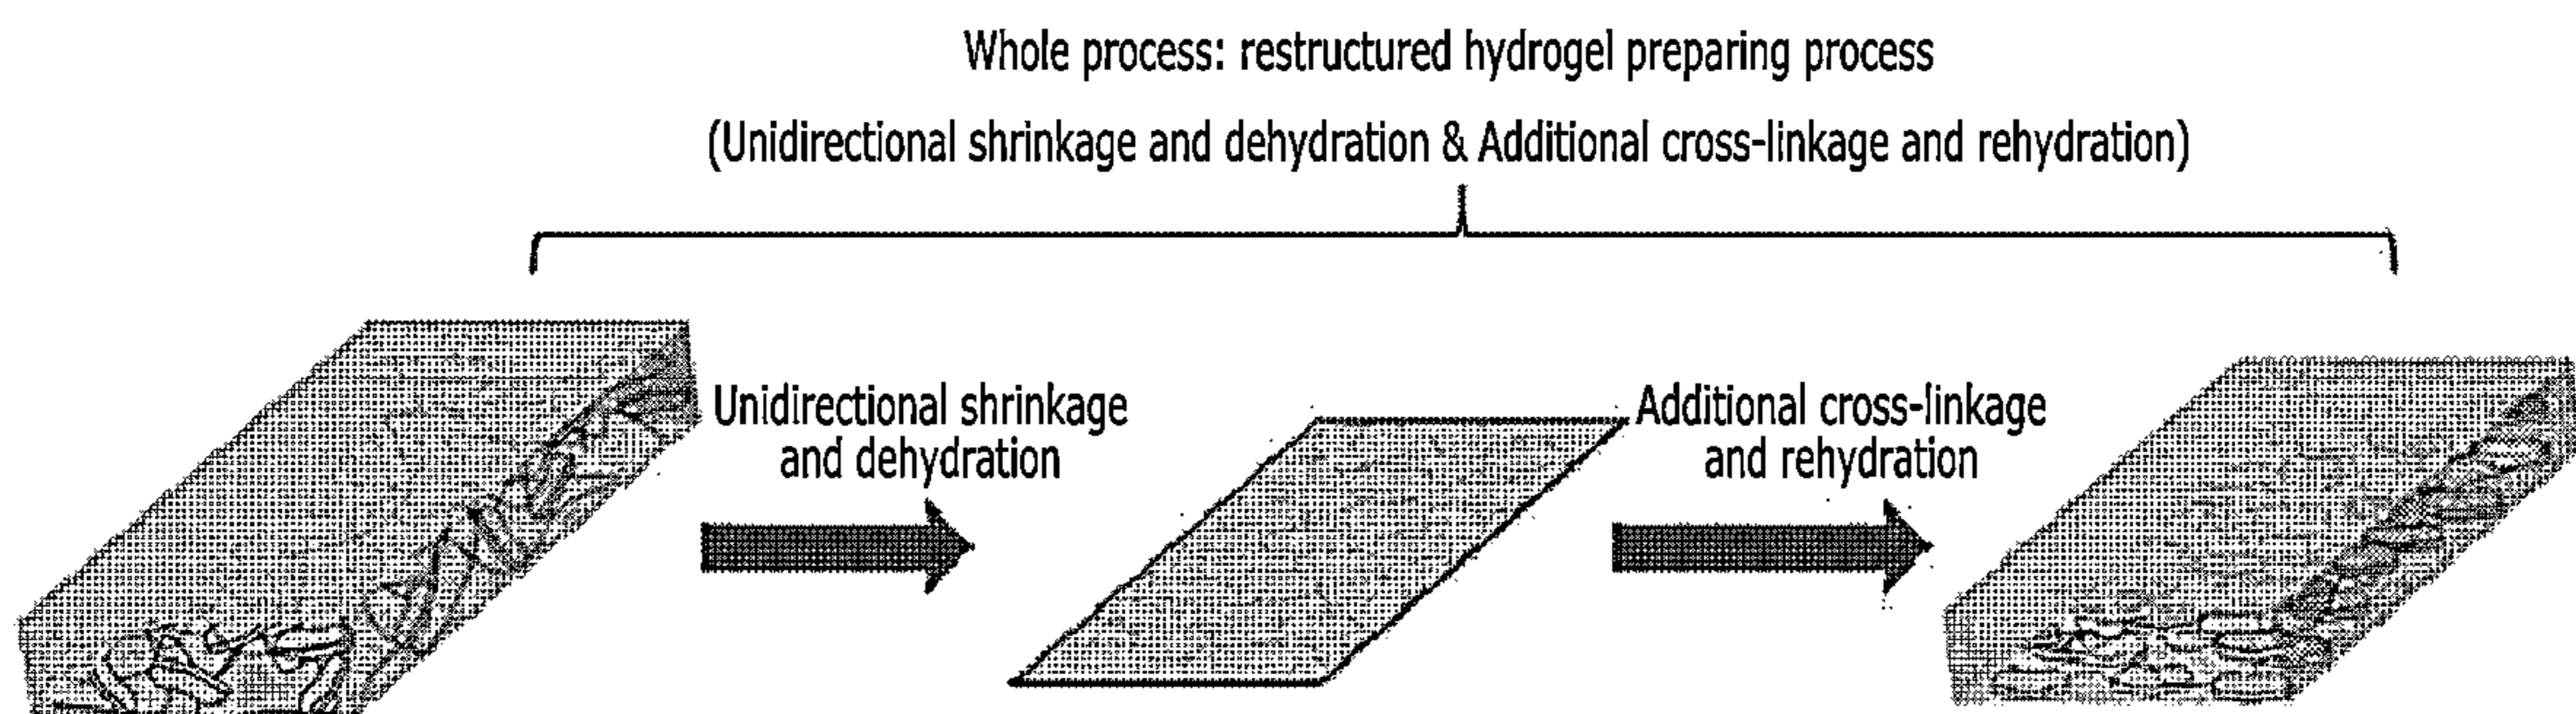 Whole process: restructured hydrogel preparing process
(Unidirectional shrinkage and dehydration & Additional cross-linkage and rehydration)
Unidirectional shrinkage
and dehydration
Additional cross-linkage
and rehydration